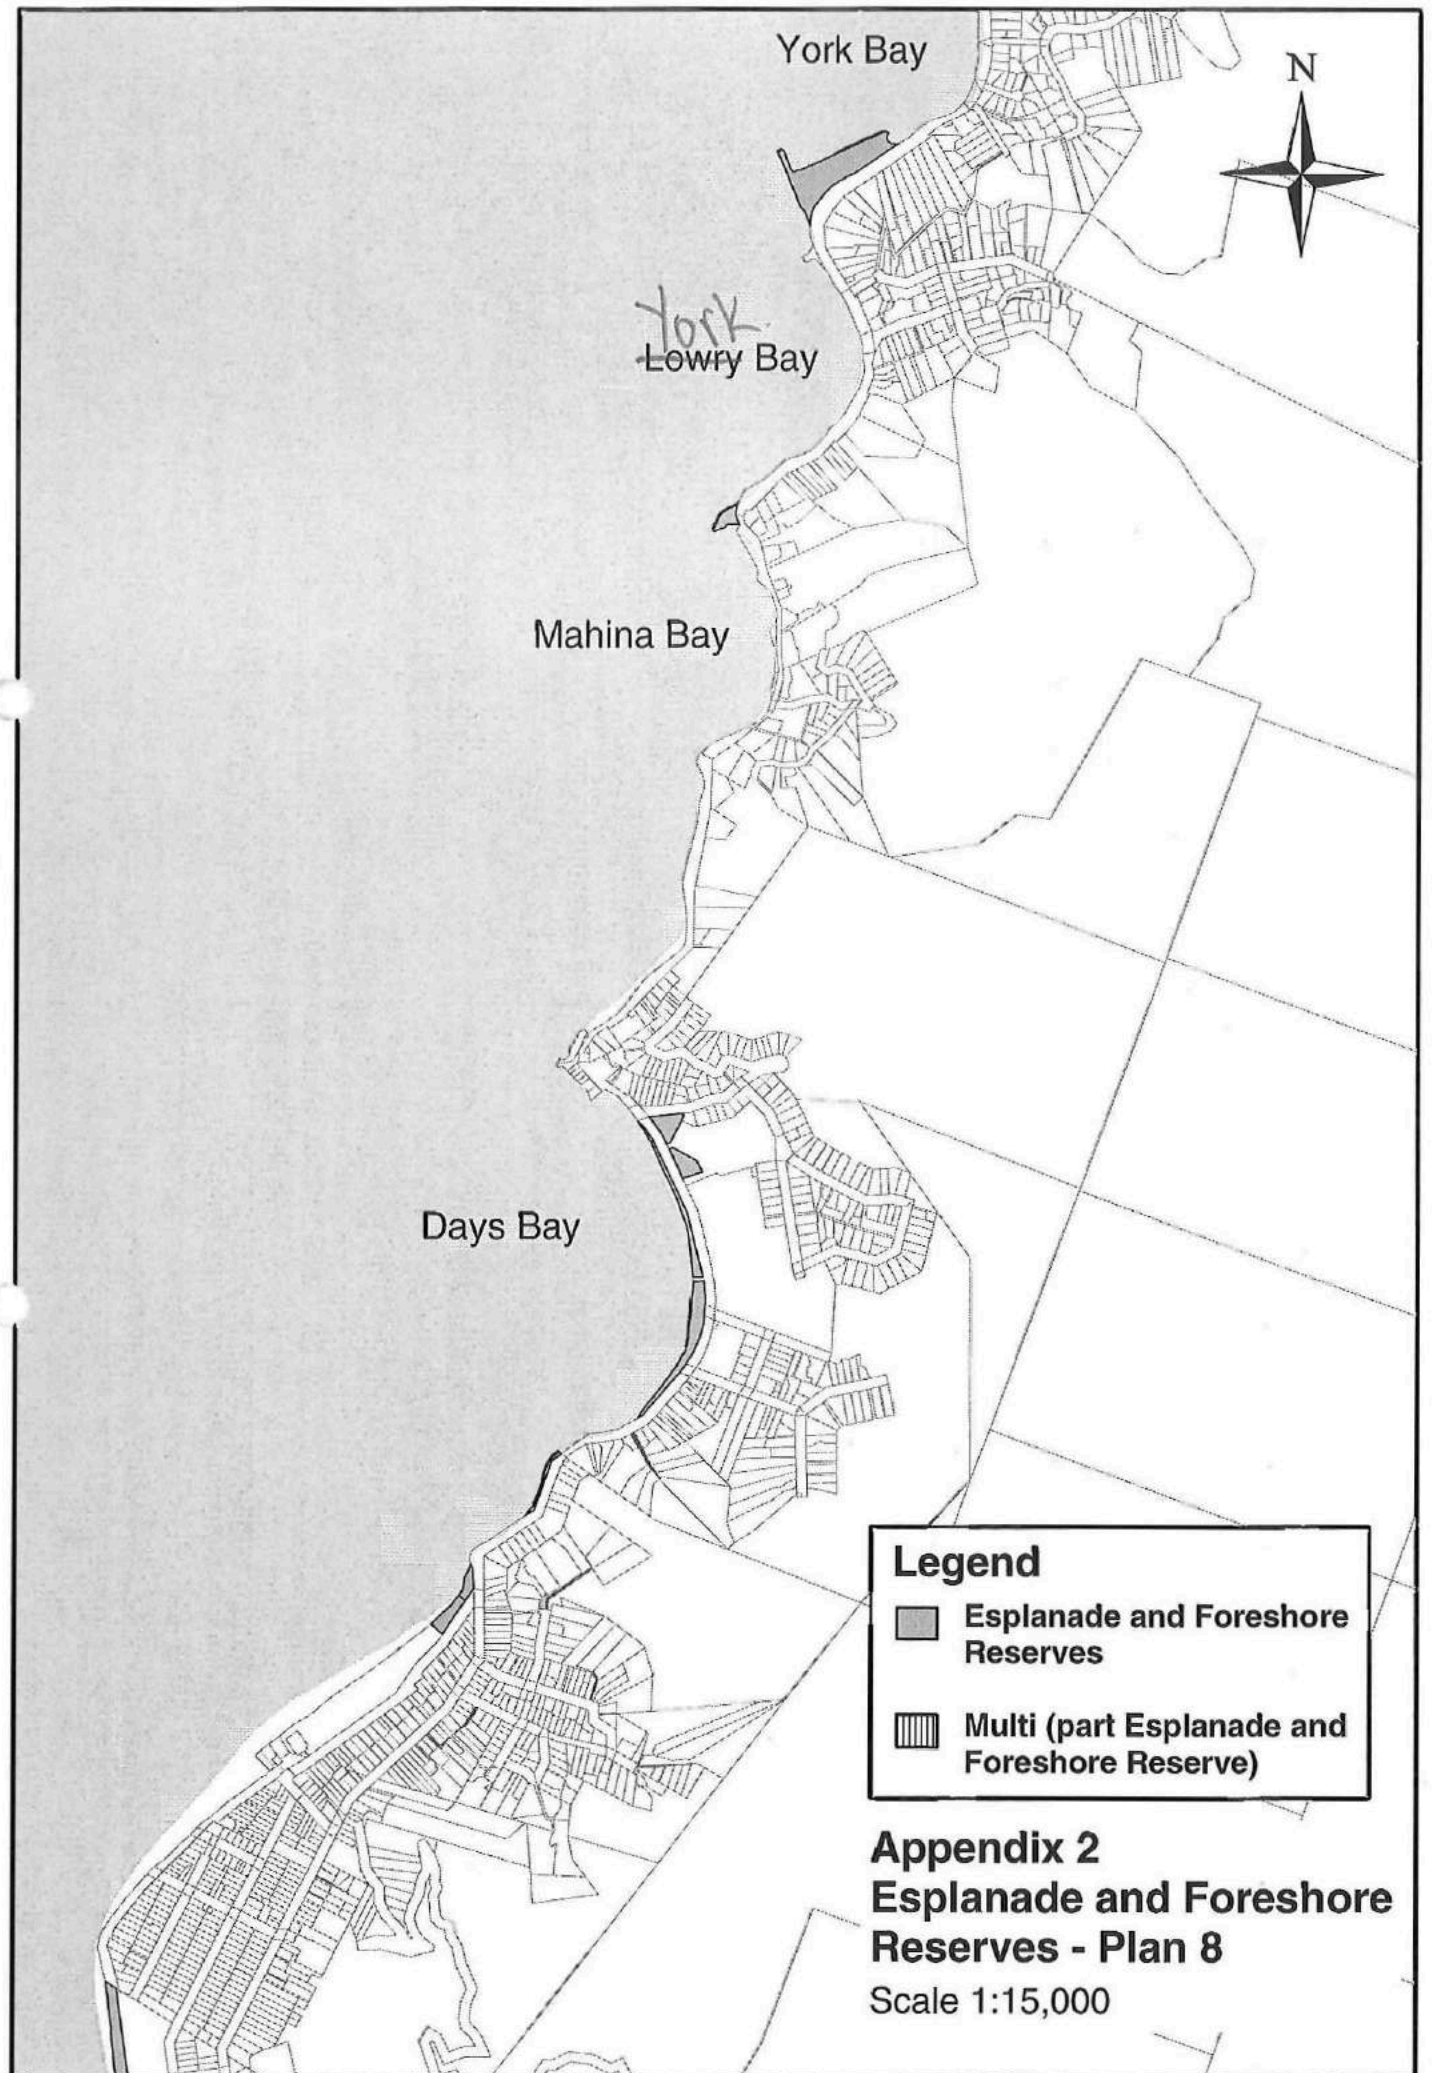 York Bay
N
York
Lowry Bay
Mahina Bay
Days Bay
Legend
Esplanade and Foreshore
Reserves
Multi (part Esplanade and
Foreshore Reserve)
Appendix 2
Esplanade and Foreshore
Reserves - Plan 8
Scale 1:15,000